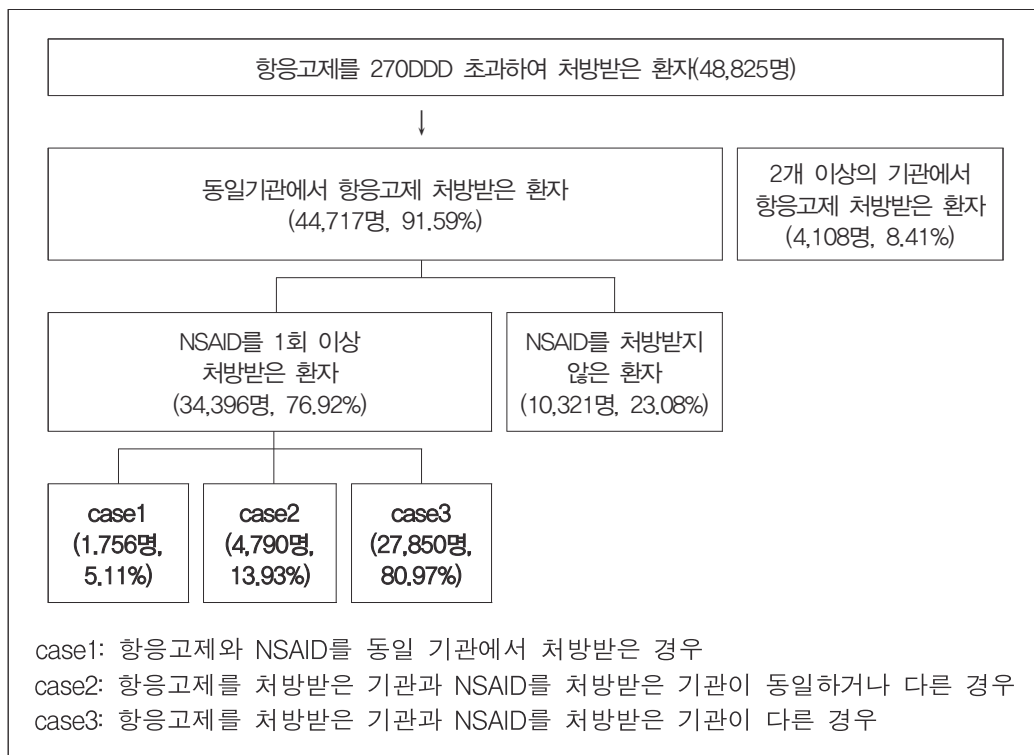 항응고제를 270DDD 초과하여 처방받은 환자(48,825명)
↓
동일기관에서 항응고제 처방받은 환자
(44,717명, 91.59%)
2개 이상의 기관에서
항응고제 처방받은 환자
(4,108명, 8.41%)
NSAID를 1회 이상
처방받은 환자
(34,396명, 76.92%)
NSAID를 처방받지
않은 환자
(10,321명, 23.08%)
case1
(1.756명,
5.11%)
case2
(4,790명,
13.93%)
case3
(27,850명,
80.97%)
case1: 항응고제와 NSAID를 동일 기관에서 처방받은 경우
case2: 항응고제를 처방받은 기관과 NSAID를 처방받은 기관이 동일하거나 다른 경우
case3: 항응고제를 처방받은 기관과 NSAID를 처방받은 기관이 다른 경우